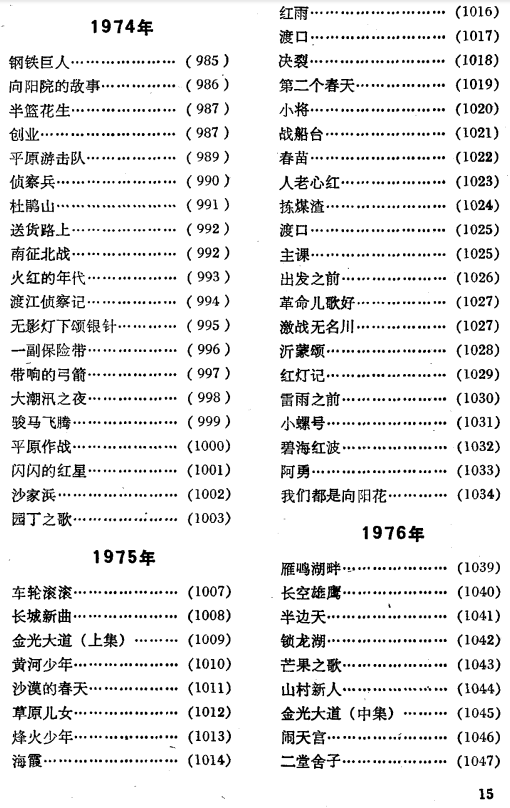 1974年
钢铁巨人…………………(985)
向阳院的故事……………(986)
半篮花生…………………(987)
创业………………………(987)
平原游击队………………(989)
侦察兵……………………(990)
杜鹃山……………………(991)
送货路上…………………(992)
南征北战…………………(992)
火红的年代………………(993)
渡江侦察记………………(994)
无影灯下颂银针…………(995)
一副保险带………………(996)
带响的弓箭………………(997)
大潮汛之夜………………(998)
骏马飞腾…………………(999)
平原作战…………………(1000)
闪闪的红星………………(1001)
沙家浜……………………(1002)
园丁之歌…………………(1003)
1975年
车轮滚滚…………………(1007)
长城新曲…………………(1008)
金光大道（上集）………(1009)
黄河少年…………………(1010)
沙漠的春天………………(1011)
草原儿女…………………(1012)
烽火少年…………………(1013)
海霞………………………(1014)
红雨………………………(1016)
渡口………………………(1017)
决裂………………………(1018)
第二个春天………………(1019)
小将………………………(1020)
战船台……………………(1021)
春苗………………………(1022)
人老心红…………………(1023)
拣煤渣……………………(1024)
渡口………………………(1025)
主课………………………(1025)
出发之前…………………(1026)
革命儿歌好………………(1027)
激战无名川………………(1027)
沂蒙颂……………………(1028)
红灯记……………………(1029)
雷雨之前…………………(1030)
小螺号……………………(1031)
碧海红波…………………(1032)
阿勇………………………(1033)
我们都是向阳花…………(1034)
1976年
雁鸣湖畔…………………(1039)
长空雄鹰…………………(1040)
半边天……………………(1041)
锁龙湖……………………(1042)
芒果之歌…………………(1043)
山村新人…………………(1044)
金光大道（中集）………(1045)
闹天宫……………………(1046)
二堂舍子…………………(1047)
15